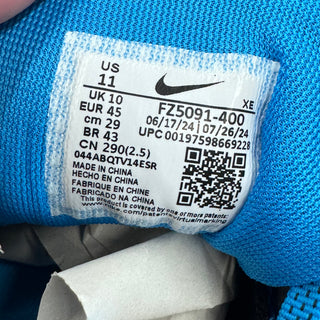 US
11
UK 10
EUR 45
cm 29
BR 43
CN 290(2.5)
044ABQTV14ESR
XE
FZ5091-400
06/17/24 07/26/24
UPC 00197598669228
MADE IN CHINA
HECHO EN CHINA
FABRIQUE EN CHINE
FABRICADO NA CHINA